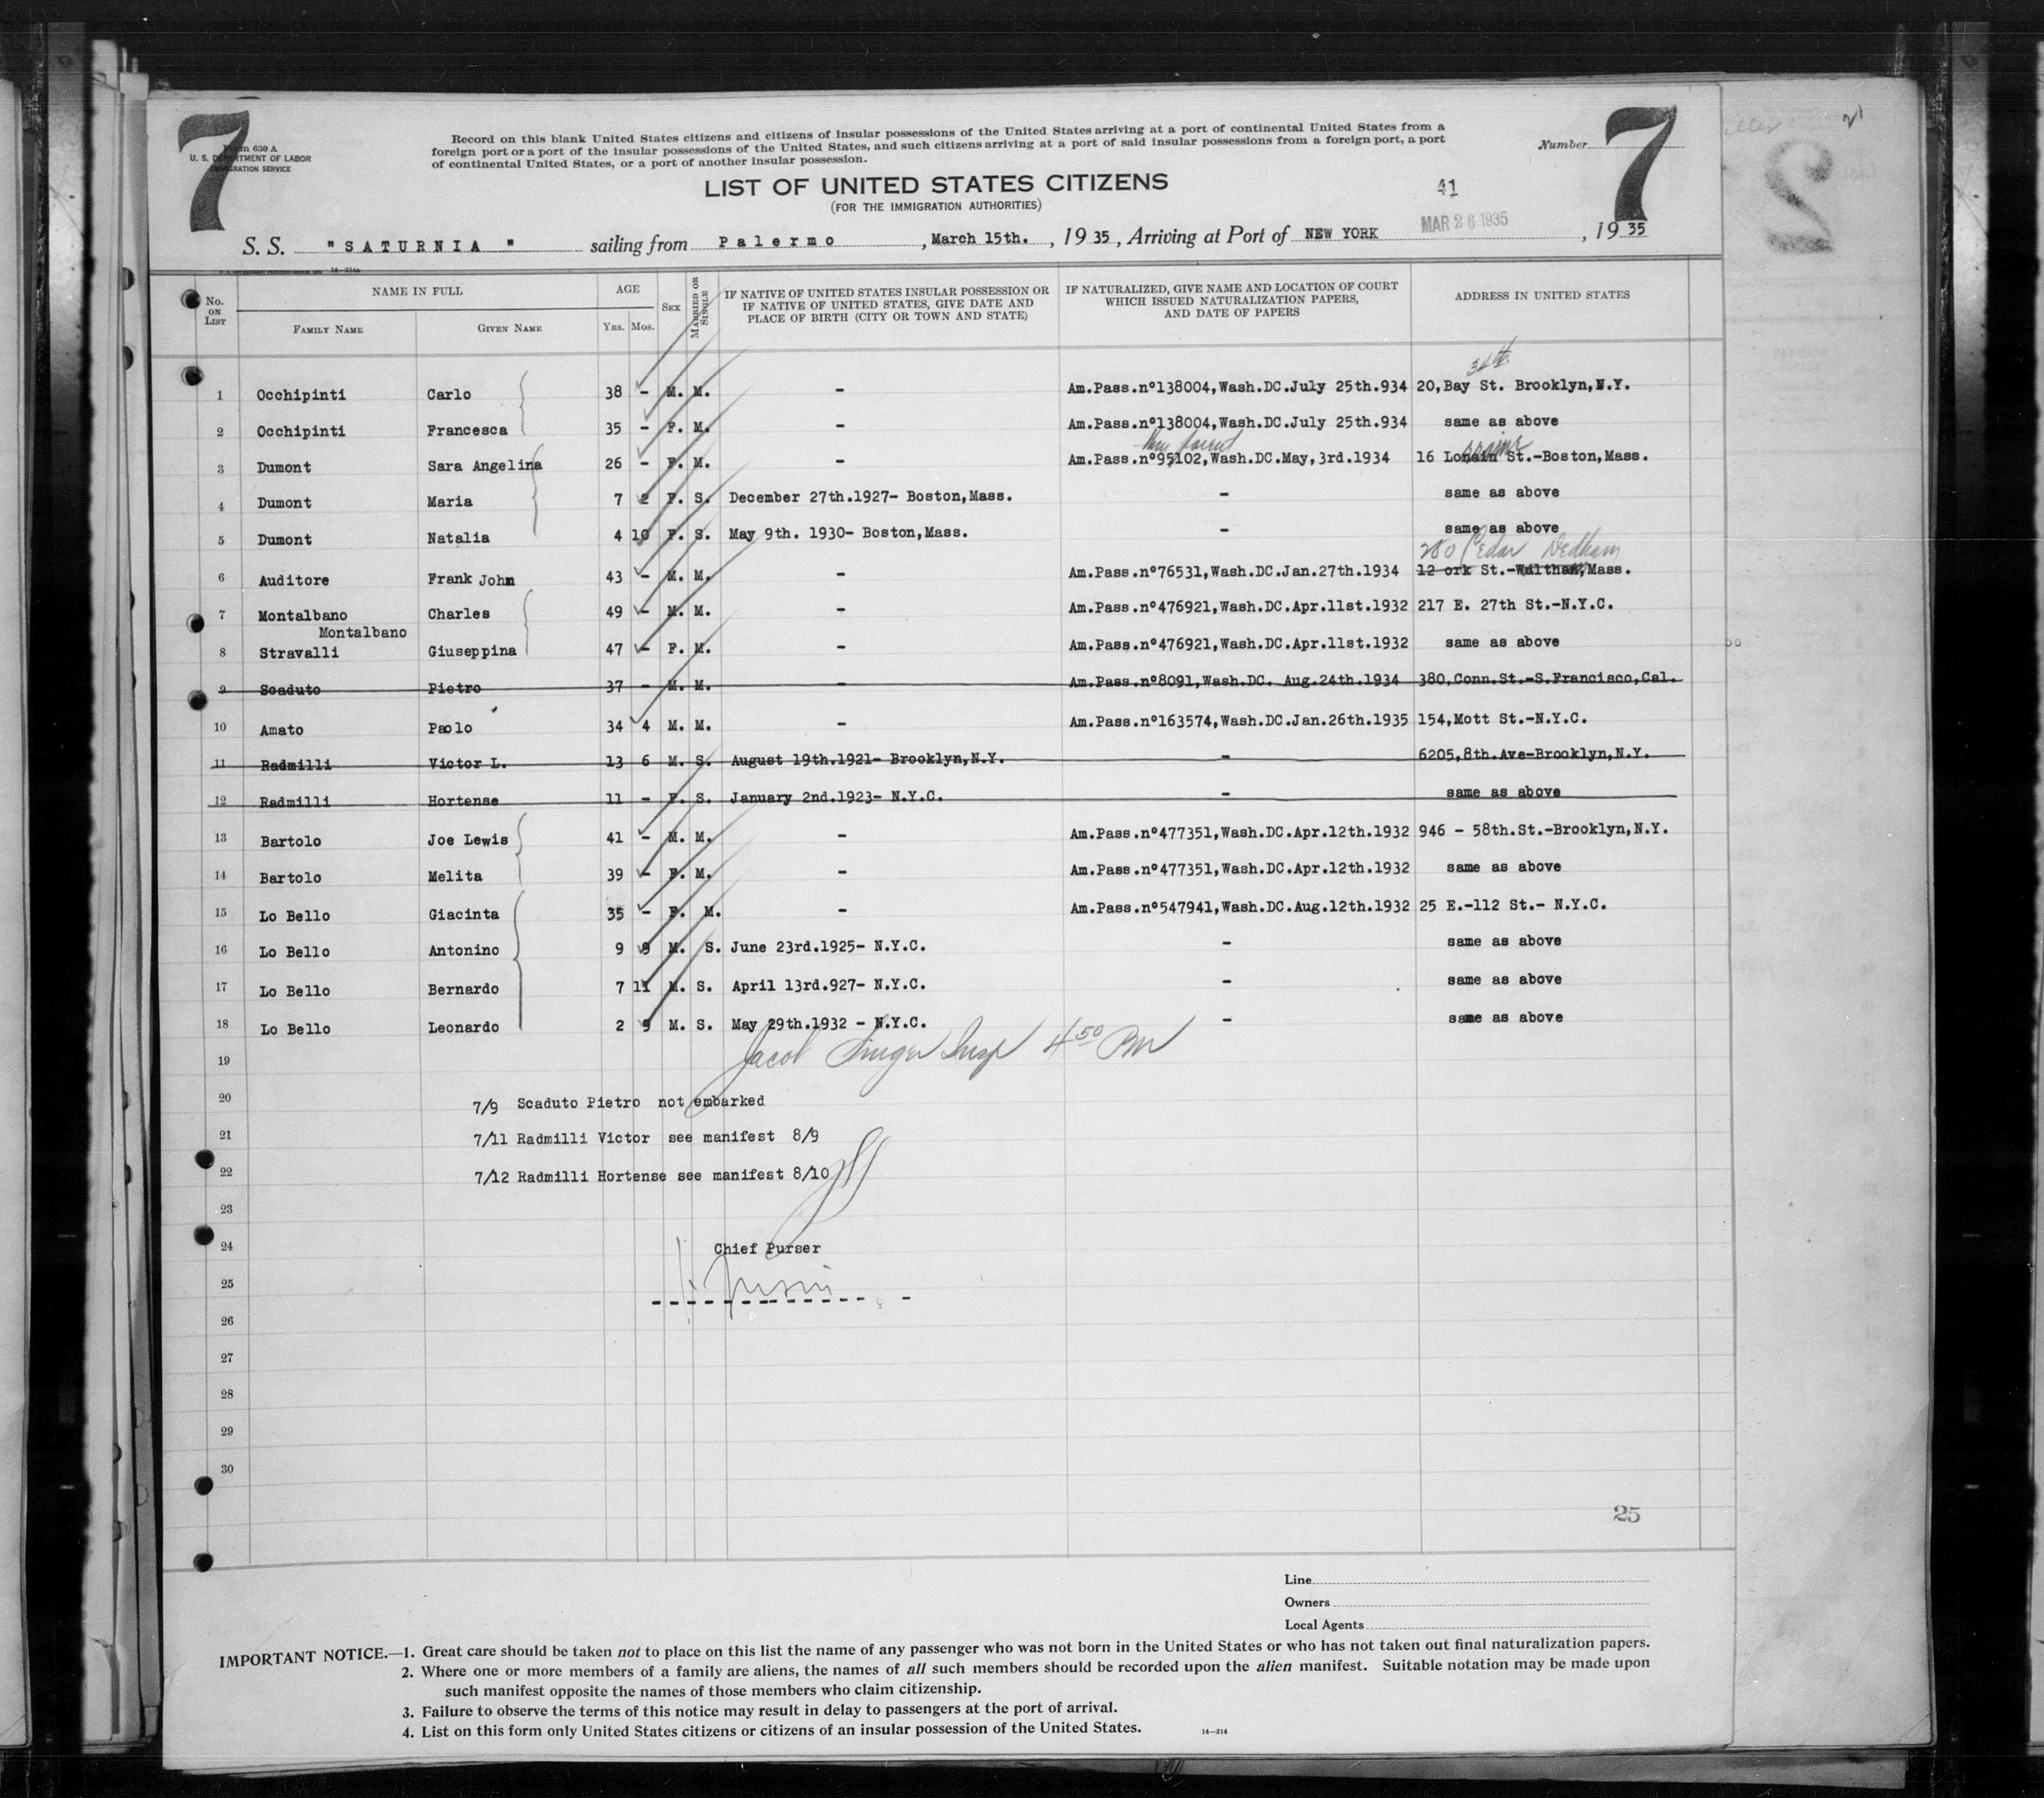 7
Form 630 A
U. S. DEPARTMENT OF LABOR
IMMIGRATION SERVICE
Record on this blank United States citizens and citizens of insular possessions of the United States arriving at a port of continental United States from a
foreign port or a port of the insular possessions of the United States, and such citizens arriving at a port of said insular possessions from a foreign port, a port
of continental United States, or a port of another insular possession.
Number
7
LIST OF UNITED STATES CITIZENS
(FOR THE IMMIGRATION AUTHORITIES)
41
S. S. "SATURNIA" sailing from Palermo, March 15th., 1935, Arriving at Port of NEW YORK MAR 26 1935, 1935
14-214a
No. ON LIST NAME IN FULL AGE SEX MARRIED OR SINGLE IF NATIVE OF UNITED STATES INSULAR POSSESSION OR IF NATIVE OF UNITED STATES, GIVE DATE AND PLACE OF BIRTH (CITY OR TOWN AND STATE) IF NATURALIZED, GIVE NAME AND LOCATION OF COURT WHICH ISSUED NATURALIZATION PAPERS, AND DATE OF PAPERS ADDRESS IN UNITED STATES
FAMILY NAME GIVEN NAME YRS. MOS.
34th
1 Occhipinti Carlo 38 - M. M. - Am.Pass.nº138004,Wash.DC.July 25th.934 20,Bay St. Brooklyn,N.Y.
2 Occhipinti Francesca 35 - F. M. - Am.Pass.nº138004,Wash.DC.July 25th.934 same as above
3 Dumont Sara Angelina 26 - F. M. - Am.Pass.nº95102,Wash.DC.May,3rd.1934 16 St.-Boston,Mass.
4 Dumont Maria 7 2 F. S. December 27th.1927- Boston,Mass. - same as above
5 Dumont Natalia 4 10 F. S. May 9th. 1930- Boston,Mass. - same as above
280 Cedar Dedham
6 Auditore Frank John 43 - M. M. - Am.Pass.nº76531,Wash.DC.Jan.27th.1934 12 ork St.-Waltham,Mass.
7 Montalbano Charles 49 - M. M. - Am.Pass.nº476921,Wash.DC.Apr.11st.1932 217 E. 27th St.-N.Y.C.
Montalbano
8 Stravalli Giuseppina 47 - F. M. - Am.Pass.nº476921,Wash.DC.Apr.11st.1932 same as above
9 Scaduto Pietro 37 - M. M. - Am.Pass.nº8091,Wash.DC. Aug.24th.1934 380,Conn.St.-S.Francisco,Cal.
10 Amato Paolo 34 4 M. M. - Am.Pass.nº163574,Wash.DC.Jan.26th.1935 154,Mott St.-N.Y.C.
11 Radmilli Victor L. 13 6 M. S. August 19th.1921- Brooklyn,N.Y. - 6205,8th.Ave-Brooklyn,N.Y.
12 Radmilli Hortense 11 - F. S. January 2nd.1923- N.Y.C. - same as above
13 Bartolo Joe Lewis 41 - M. M. - Am.Pass.nº477351,Wash.DC.Apr.12th.1932 946 - 58th.St.-Brooklyn,N.Y.
14 Bartolo Melita 39 - F. M. - Am.Pass.nº477351,Wash.DC.Apr.12th.1932 same as above
15 Lo Bello Giacinta 35 - F. M. - Am.Pass.nº547941,Wash.DC.Aug.12th.1932 25 E.-112 St.- N.Y.C.
16 Lo Bello Antonino 9 9 M. S. June 23rd.1925- N.Y.C. - same as above
17 Lo Bello Bernardo 7 11 M. S. April 13rd.927- N.Y.C. - same as above
18 Lo Bello Leonardo 2 9 M. S. May 29th.1932 - N.Y.C. - same as above
19 Jacob Singer Insp 4 50 PM
20 7/9 Scaduto Pietro not embarked
21 7/11 Radmilli Victor see manifest 8/9
22 7/12 Radmilli Hortense see manifest 8/10
23
24 Chief Purser
25
26
27
28
29
30
25
Line
Owners
Local Agents
IMPORTANT NOTICE.—1. Great care should be taken not to place on this list the name of any passenger who was not born in the United States or who has not taken out final naturalization papers.
2. Where one or more members of a family are aliens, the names of all such members should be recorded upon the alien manifest. Suitable notation may be made upon
such manifest opposite the names of those members who claim citizenship.
3. Failure to observe the terms of this notice may result in delay to passengers at the port of arrival.
4. List on this form only United States citizens or citizens of an insular possession of the United States.
14-214